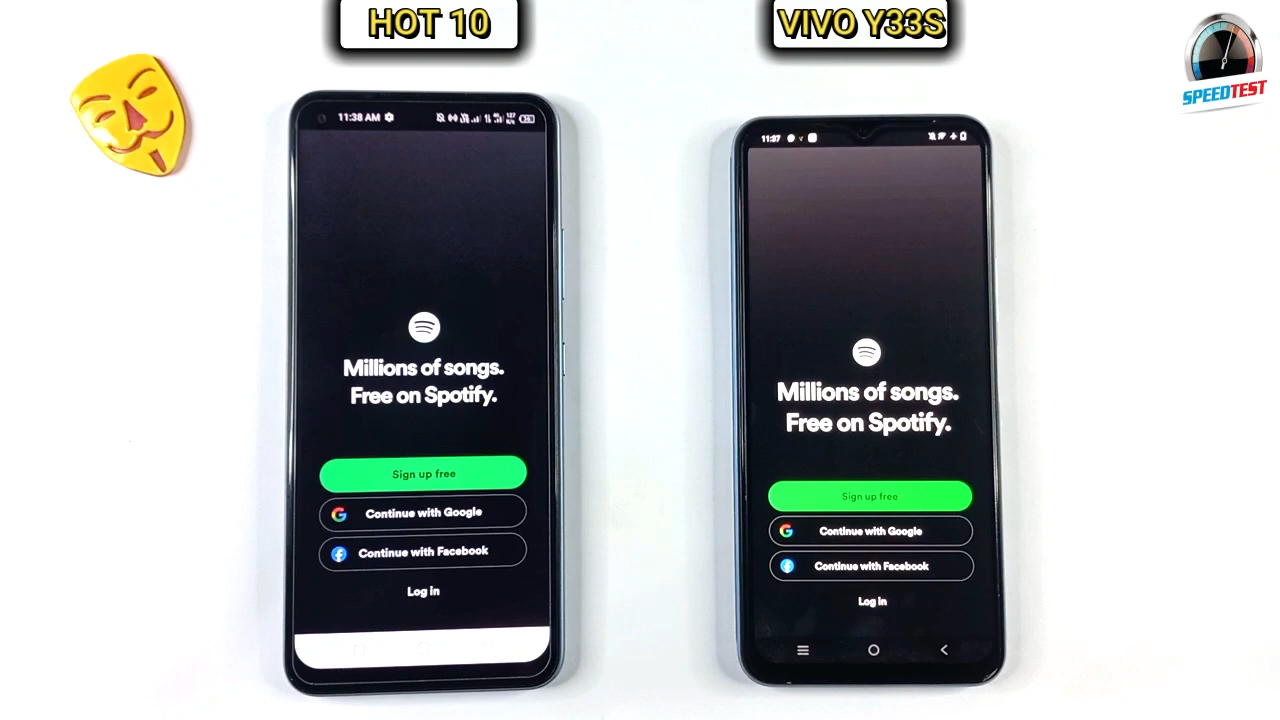 HOT 10
VIVO Y33S
SPEEDTEST
11:38 AM
11:37
Millions of songs.
Free on Spotify.
Sign up free
Continue with Google
Continue with Facebook
Log in
Millions of songs.
Free on Spotify.
Sign up free
Continue with Google
Continue with Facebook
Log in